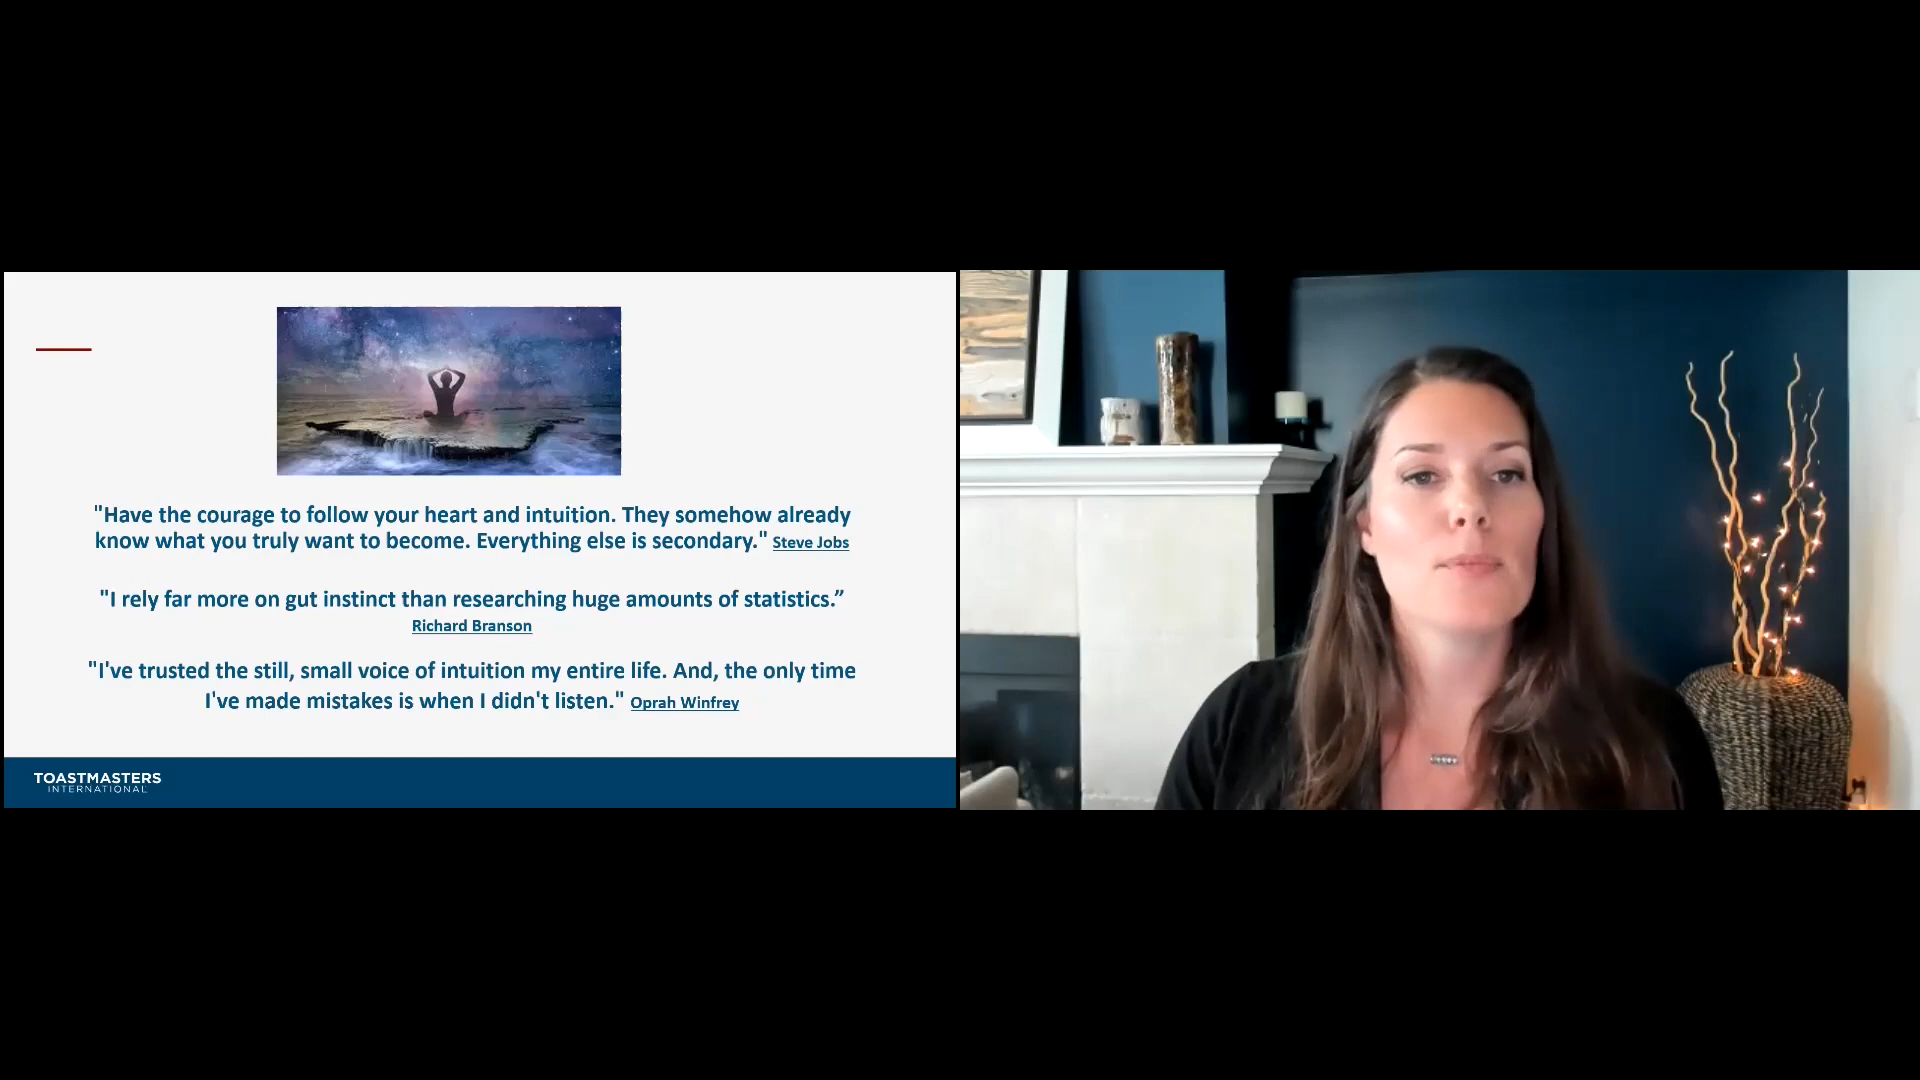 "Have the courage to follow your heart and intuition. They somehow already
know what you truly want to become. Everything else is secondary." Steve Jobs
"I rely far more on gut instinct than researching huge amounts of statistics.”
Richard Branson
"I've trusted the still, small voice of intuition my entire life. And, the only time
I've made mistakes is when I didn't listen." Oprah Winfrey
TOASTMASTERS
INTERNATIONAL